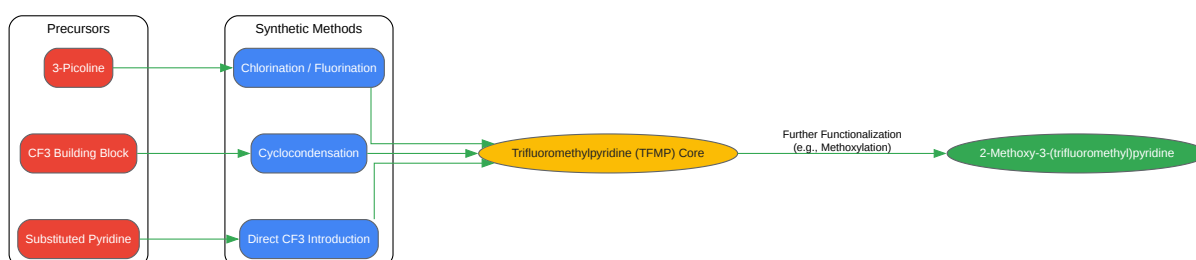 Precursors
Synthetic Methods
3-Picoline
Chlorination / Fluorination
CF3 Building Block
Cyclocondensation
Trifluoromethylpyridine (TFMP) Core
Further Functionalization
(e.g., Methoxylation)
2-Methoxy-3-(trifluoromethyl)pyridine
Substituted Pyridine
Direct CF3 Introduction